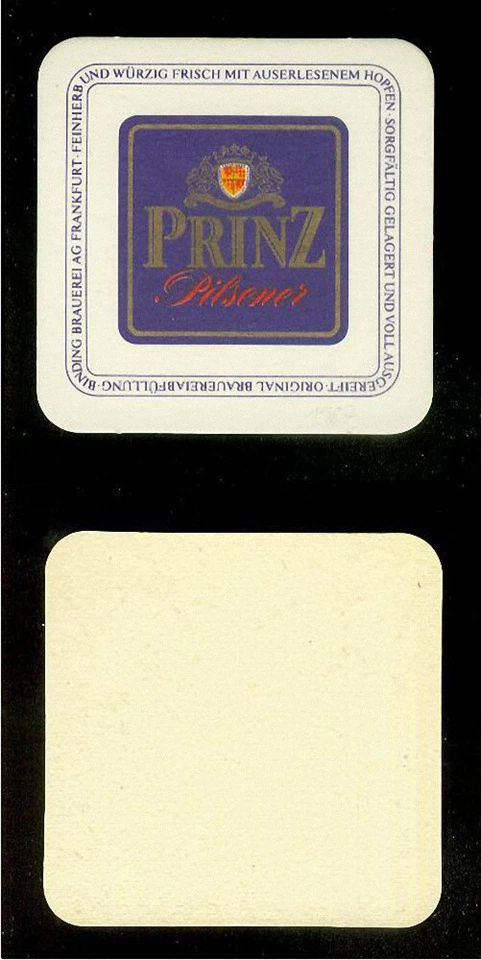 FEINHERB UND WÜRZIG FRISCH MIT AUSERLESENEM HOPFEN · SORGFÄLTIG GELAGERT UND VOLL AUSGEREIFT · ORIGINAL BRAUEREIABFÜLLUNG · BINDING BRAUEREI AG FRANKFURT ·
PRINZ
Pilsener